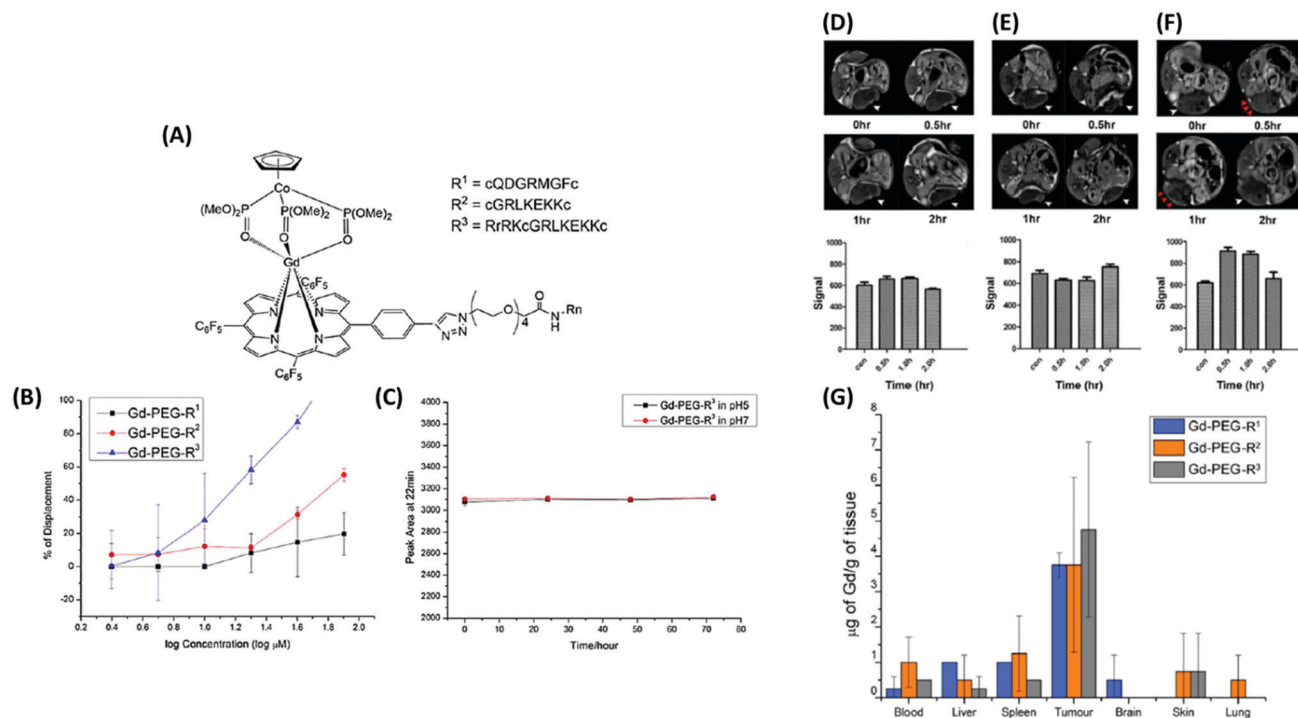 (A)
Co
(MeO)₂P
P(OMe)₂
P(OMe)₂
O
O
O
Gd
C₆F₅
C₆F₅
C₆F₅
N
N
N
N
N
N=N
O
4
O
N
H
Rn
R¹ = cQDGRMGFc
R² = cGRLKEKKc
R³ = RrRKcGRLKEKKc
(B)
Gd-PEG-R¹
Gd-PEG-R²
Gd-PEG-R³
% of Displacement
100
80
60
40
20
0
-20
0.2 0.4 0.6 0.8 1.0 1.2 1.4 1.6 1.8 2.0
log Concentration (log μM)
(C)
Gd-PEG-R³ in pH5
Gd-PEG-R³ in pH7
Peak Area at 22min
4000
3800
3600
3400
3200
3000
2800
2600
2400
2200
2000
0 10 20 30 40 50 60 70 80
Time/hour
(D)
0hr 0.5hr
1hr 2hr
Signal
1000
800
600
400
200
0
con 0.5h 1.0h 2.0h
Time (hr)
(E)
0hr 0.5hr
1hr 2hr
Signal
1000
800
600
400
200
0
con 0.5h 1.0h 2.0h
Time (hr)
(F)
0hr 0.5hr
1hr 2hr
Signal
1000
800
600
400
200
0
con 0.5h 1.0h 2.0h
Time (hr)
(G)
Gd-PEG-R¹
Gd-PEG-R²
Gd-PEG-R³
μg of Gd/g of tissue
8
7
6
5
4
3
2
1
0
Blood Liver Spleen Tumour Brain Skin Lung